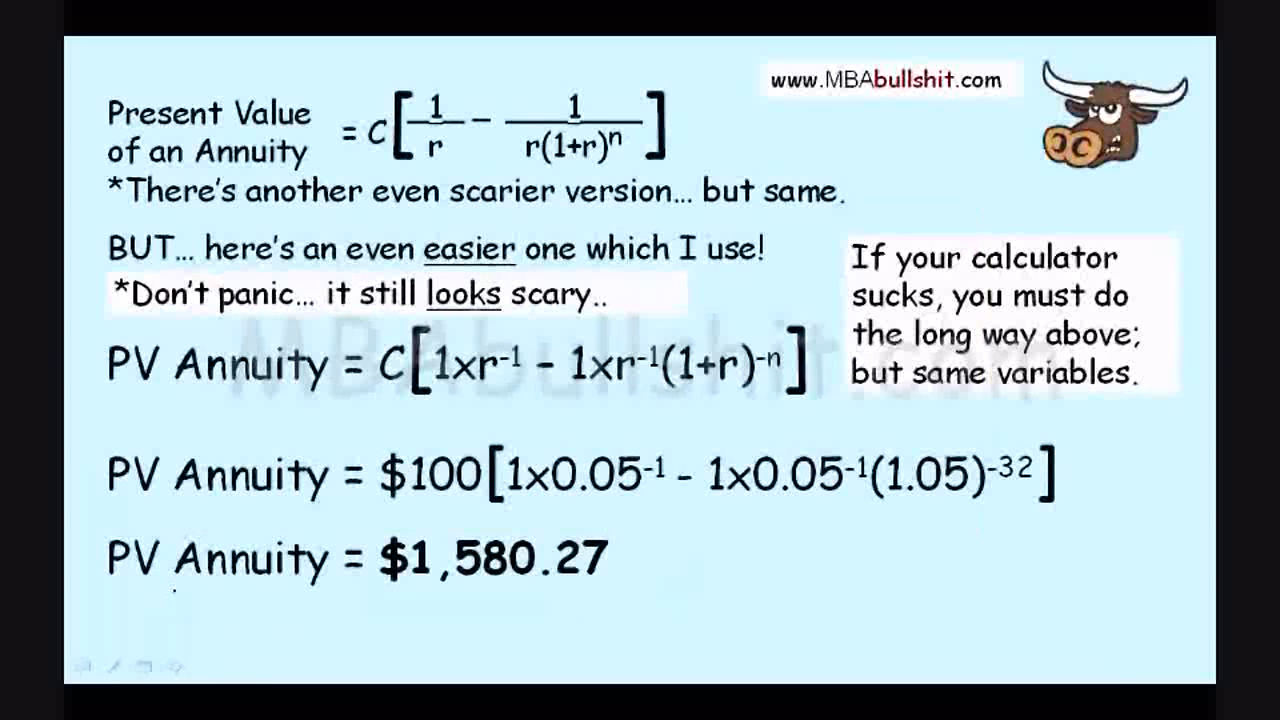 www.MBAbullshit.com
Present Value
of an Annuity
= C[1/r - 1/r(1+r)ⁿ]
*There's another even scarier version... but same.
BUT... here's an even easier one which I use!
*Don't panic... it still looks scary..
If your calculator
sucks, you must do
the long way above;
but same variables.
MBAbullshit.com
PV Annuity = C[1xr⁻¹ - 1xr⁻¹(1+r)⁻ⁿ]
PV Annuity = $100[1x0.05⁻¹ - 1x0.05⁻¹(1.05)⁻³²]
PV Annuity = $1,580.27